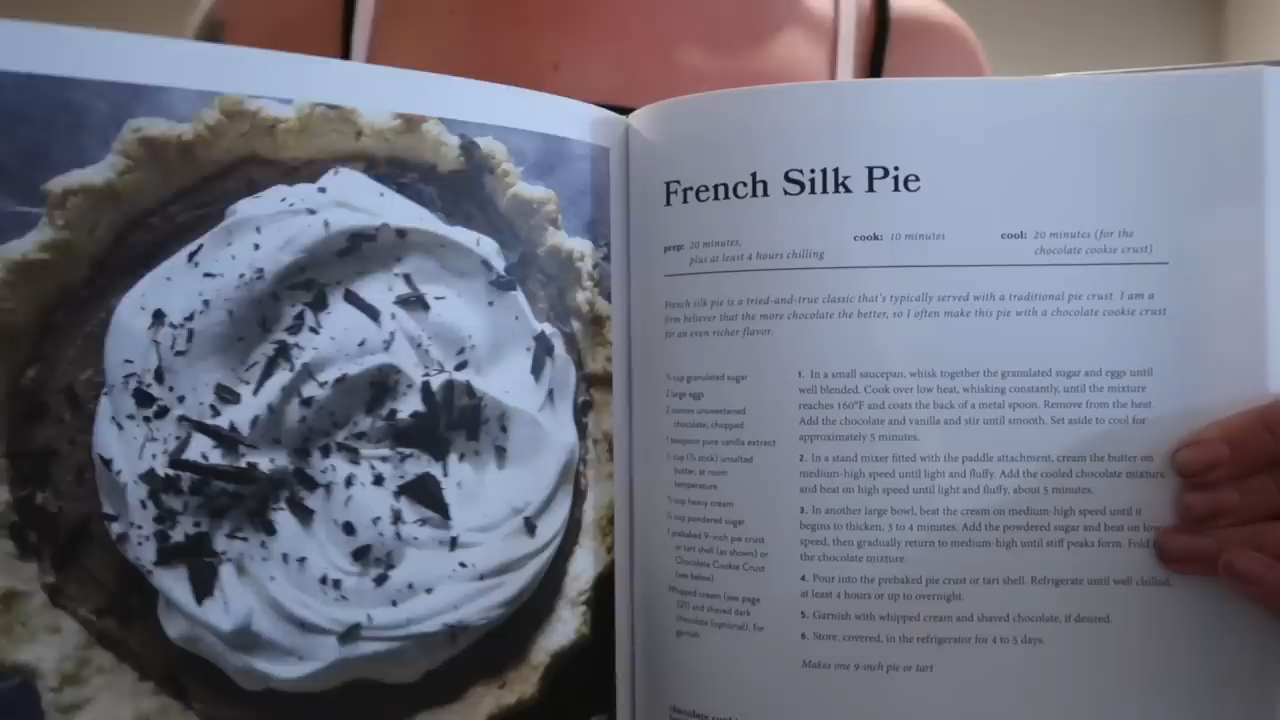 French Silk Pie
prep: 20 minutes,
plus at least 4 hours chilling
cook: 10 minutes
cool: 20 minutes (for the
chocolate cookie crust)
French silk pie is a tried-and-true classic that's typically served with a traditional pie crust. I am a
firm believer that the more chocolate the better, so I often make this pie with a chocolate cookie crust
for an even richer flavor.
cup granulated sugar
2 large eggs
2 ounces unsweetened
chocolate, chopped
1 teaspoon pure vanilla extract
cup (½ stick) unsalted
butter, at room
temperature
cup heavy cream
cup powdered sugar
1 prebaked 9-inch pie crust
or tart shell (as shown) or
Chocolate Cookie Crust
(see below)
Whipped cream (see page
and shaved dark
chocolate (optional), for
garnish
1. In a small saucepan, whisk together the granulated sugar and eggs until
well blended. Cook over low heat, whisking constantly, until the mixture
reaches 160°F and coats the back of a metal spoon. Remove from the heat.
Add the chocolate and vanilla and stir until smooth. Set aside to cool for
approximately 5 minutes.
2. In a stand mixer fitted with the paddle attachment, cream the butter on
medium-high speed until light and fluffy. Add the cooled chocolate mixture
and beat on high speed until light and fluffy, about 5 minutes.
3. In another large bowl, beat the cream on medium-high speed until it
begins to thicken, 3 to 4 minutes. Add the powdered sugar and beat on low
speed, then gradually return to medium-high until stiff peaks form. Fold
the chocolate mixture.
4. Pour into the prebaked pie crust or tart shell. Refrigerate until well chilled,
at least 4 hours or up to overnight.
5. Garnish with whipped cream and shaved chocolate, if desired.
6. Store, covered, in the refrigerator for 4 to 5 days.
Makes one 9-inch pie or tart